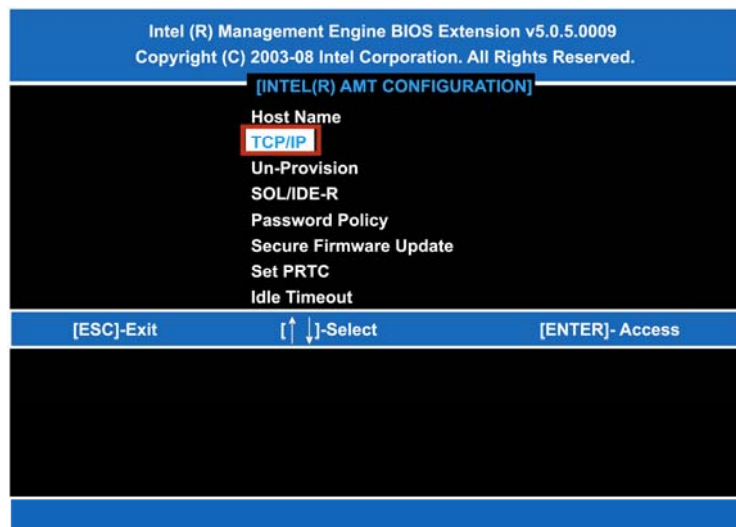 Intel (R) Management Engine BIOS Extension v5.0.5.0009
Copyright (C) 2003-08 Intel Corporation. All Rights Reserved.
[INTEL(R) AMT CONFIGURATION]
Host Name
TCP/IP
Un-Provision
SOL/IDE-R
Password Policy
Secure Firmware Update
Set PRTC
Idle Timeout
[ESC]-Exit [↑ ↓]-Select [ENTER]- Access